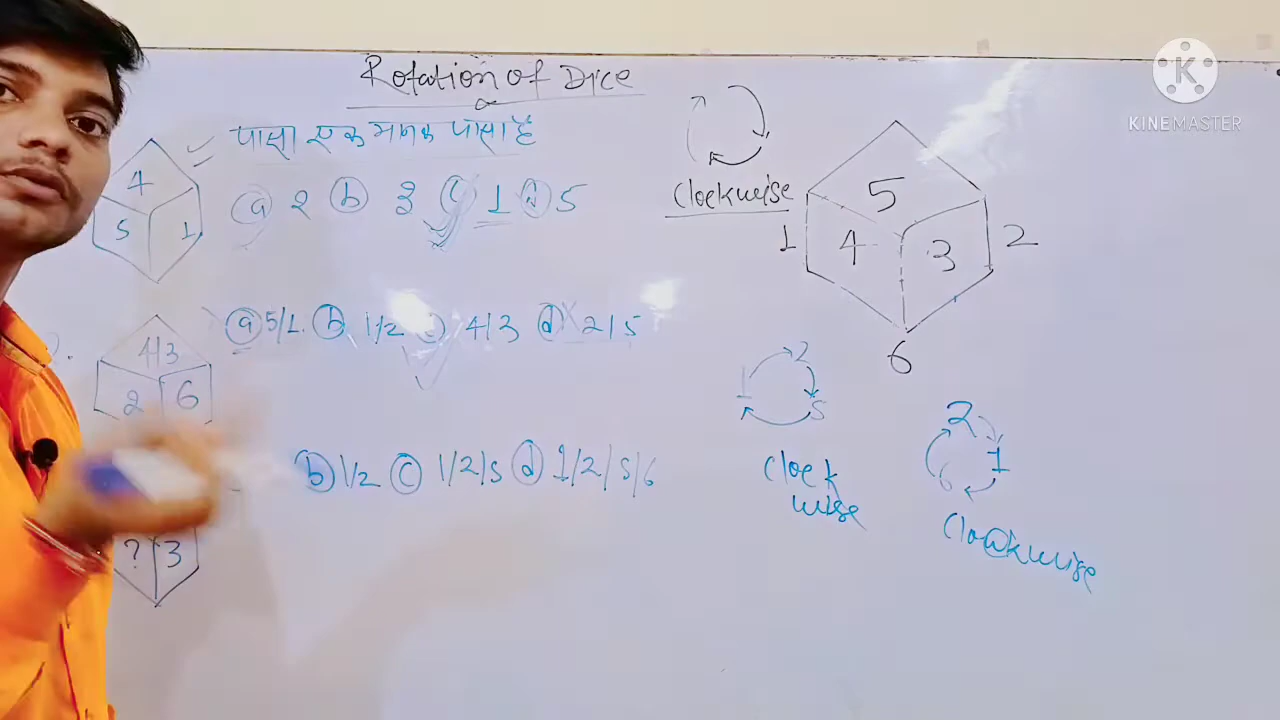 K
KINEMASTER
Rotation of Dice
पासा एक मानक पासा है
4
5 1
ⓐ 2 ⓑ 3 ⓒ 1 ⓓ 5
Clockwise
5
1 4 3 2
6
4/3
2 6
ⓐ 5/1. ⓑ 1/2 ⓒ 4/3 ⓓ 2/5
1 2 5
Clock
wise
ⓑ 1/2 ⓒ 1/2/5 ⓓ 1/2/5/6
2 1 6
Clockwise
? 3